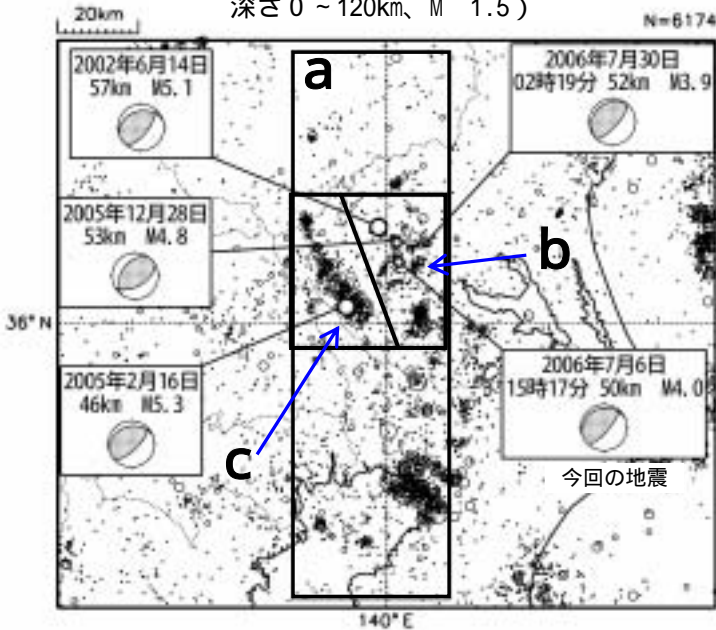 20km
深さ0~120km、M 1.5)
N=6174
a
2002年6月14日
57km M5.1
2006年7月30日
02時19分 52km M3.9
2005年12月28日
53km M4.8
b
36°N
2005年2月16日
46km M5.3
2006年7月6日
15時17分 50km M4.0
c
今回の地震
140°E